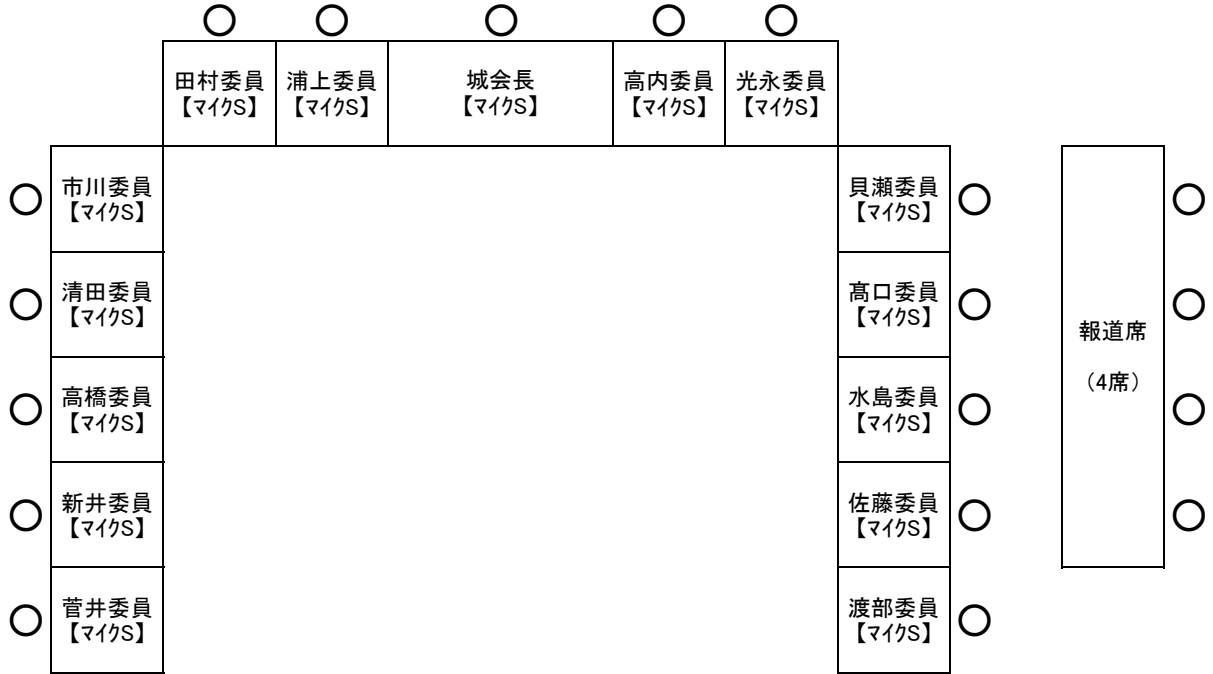 田村委員
【ﾏｲｸS】
浦上委員
【ﾏｲｸS】
城会長
【ﾏｲｸS】
高内委員
【ﾏｲｸS】
光永委員
【ﾏｲｸS】
市川委員
【ﾏｲｸS】
清田委員
【ﾏｲｸS】
高橋委員
【ﾏｲｸS】
新井委員
【ﾏｲｸS】
菅井委員
【ﾏｲｸS】
貝瀬委員
【ﾏｲｸS】
髙口委員
【ﾏｲｸS】
水島委員
【ﾏｲｸS】
佐藤委員
【ﾏｲｸS】
渡部委員
【ﾏｲｸS】
報道席
（4席）